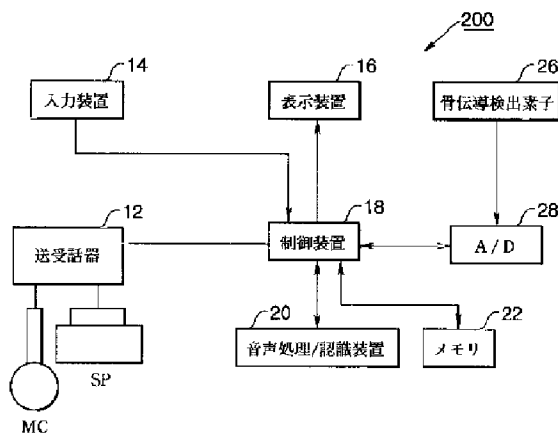 200
14
16
26
入力装置
表示装置
骨伝導検出素子
12
18
28
送受話器
制御装置
A/D
20
22
音声処理/認識装置
メモリ
SP
MC